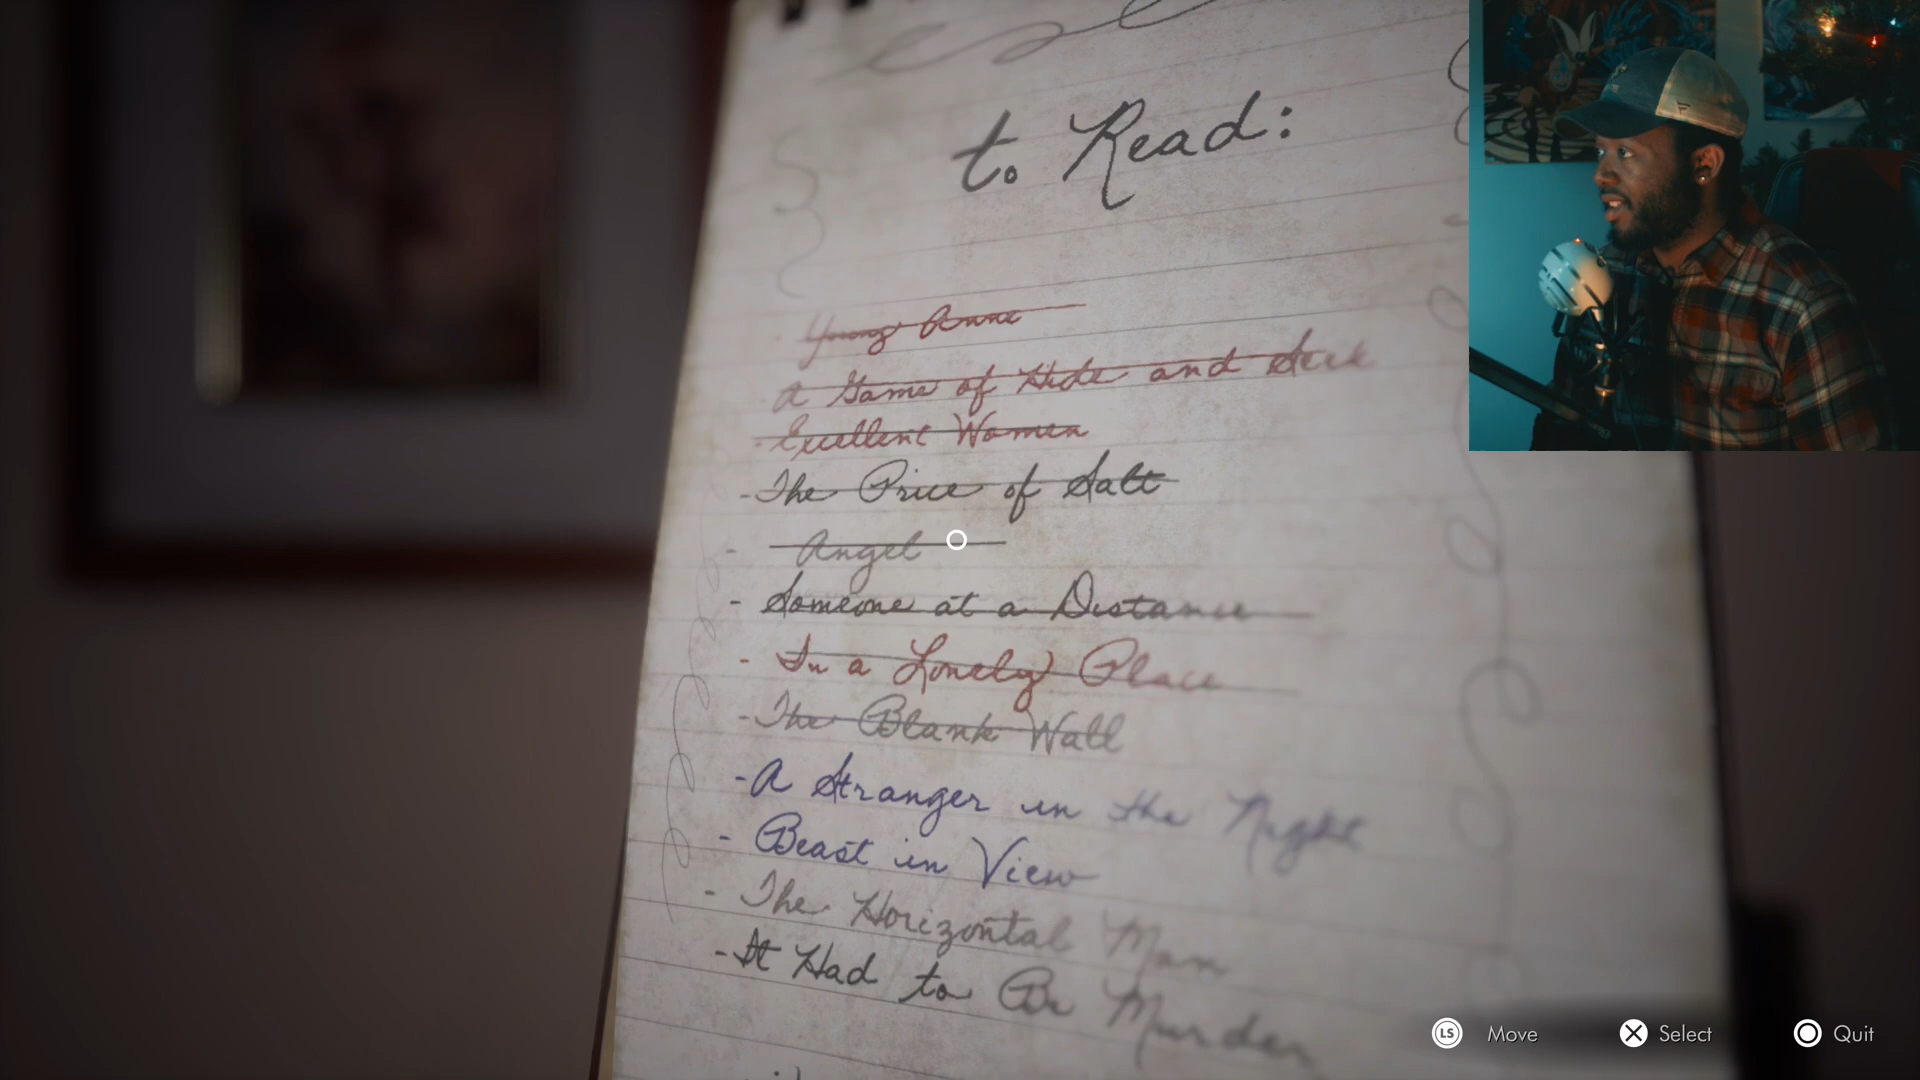 to Read:
Young Anne
A Game of Hide and Seek
- Excellent Women
- The Price of Salt
- Angel
- Someone at a Distance
- In a Lonely Place
- The Blank Wall
- A Stranger in the Night
- Beast in View
- The Horizontal Man
- It Had to Be Murder
LS Move Select Quit